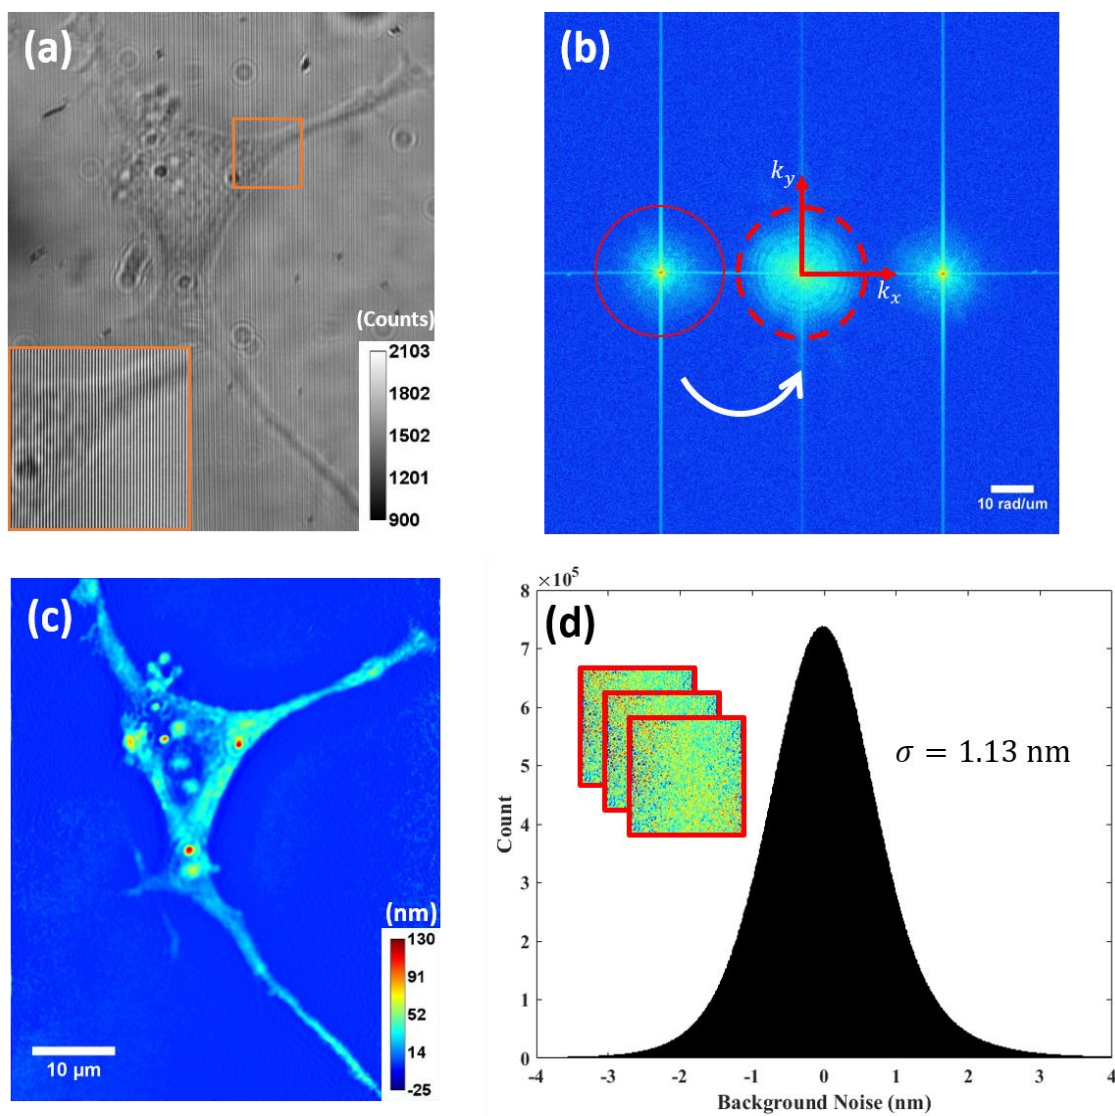 (a)
(Counts)
2103
1802
1502
1201
900
(b)
k_y
k_x
10 rad/um
(c)
(nm)
130
91
52
14
-25
10 µm
×10⁵
(d)
8
7
6
5
4
3
2
1
0
σ = 1.13 nm
Count
-4 -3 -2 -1 0 1 2 3 4
Background Noise (nm)